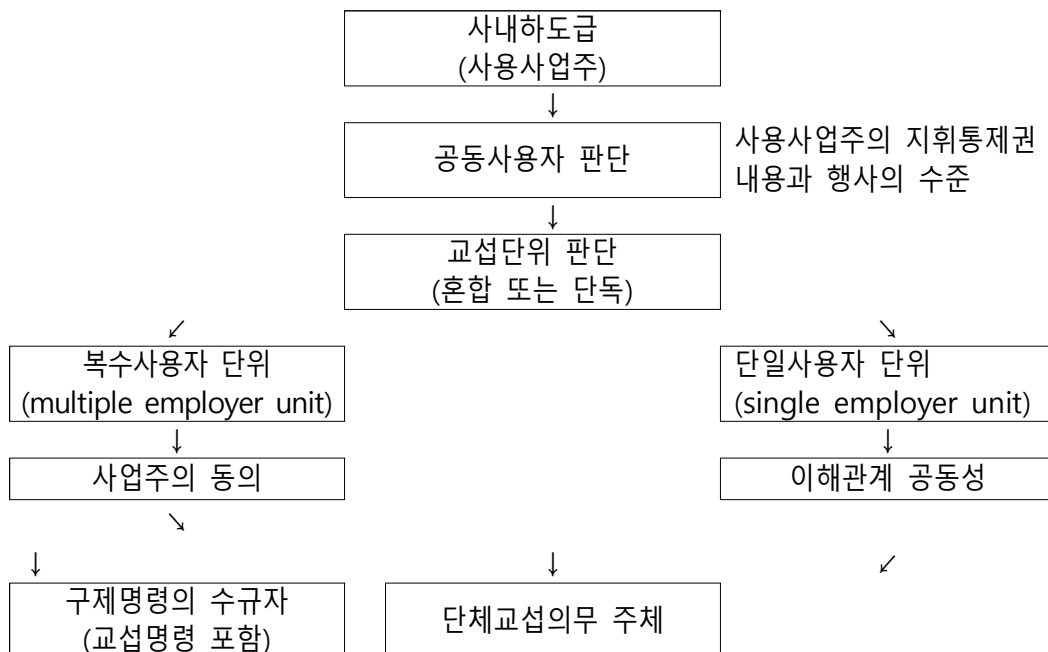 사내하도급
(사용사업주)
↓
공동사용자 판단
사용사업주의 지휘통제권
내용과 행사의 수준
↓
교섭단위 판단
(혼합 또는 단독)
↙ ↘
복수사용자 단위
(multiple employer unit)
단일사용자 단위
(single employer unit)
↓ ↓
사업주의 동의
이해관계 공동성
↘
↓ ↓ ↙
구제명령의 수규자
(교섭명령 포함)
단체교섭의무 주체